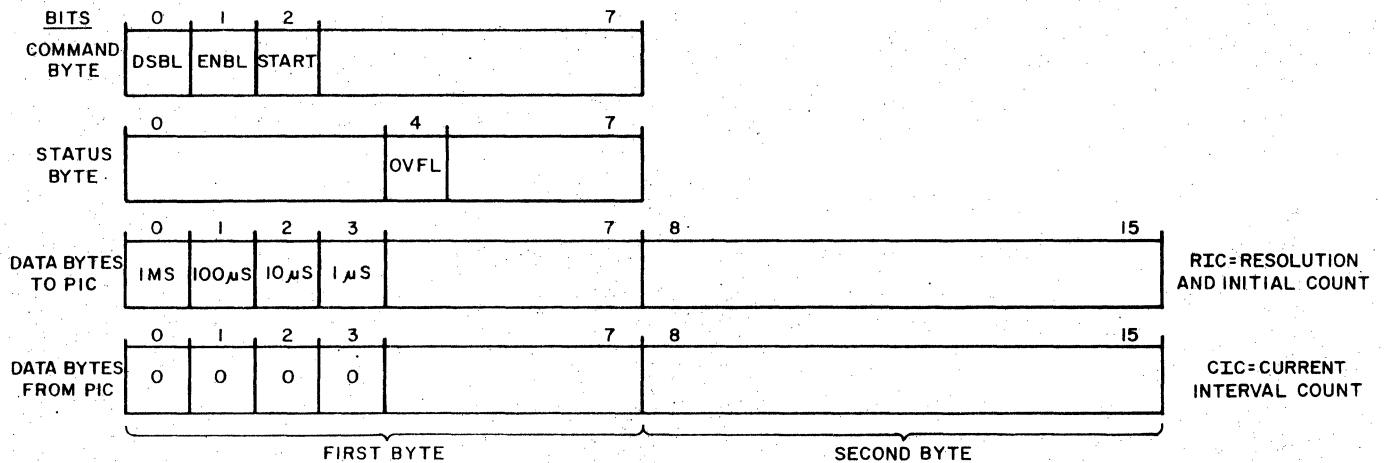 BITS 0 1 2 7
COMMAND BYTE
DSBL ENBL START
0 4 7
STATUS BYTE
OVFL
0 1 2 3 7 8 15
DATA BYTES TO PIC
1MS 100μS 10μS 1μS
RIC=RESOLUTION AND INITIAL COUNT
0 1 2 3 7 8 15
DATA BYTES FROM PIC
0 0 0 0
CIC=CURRENT INTERVAL COUNT
FIRST BYTE SECOND BYTE